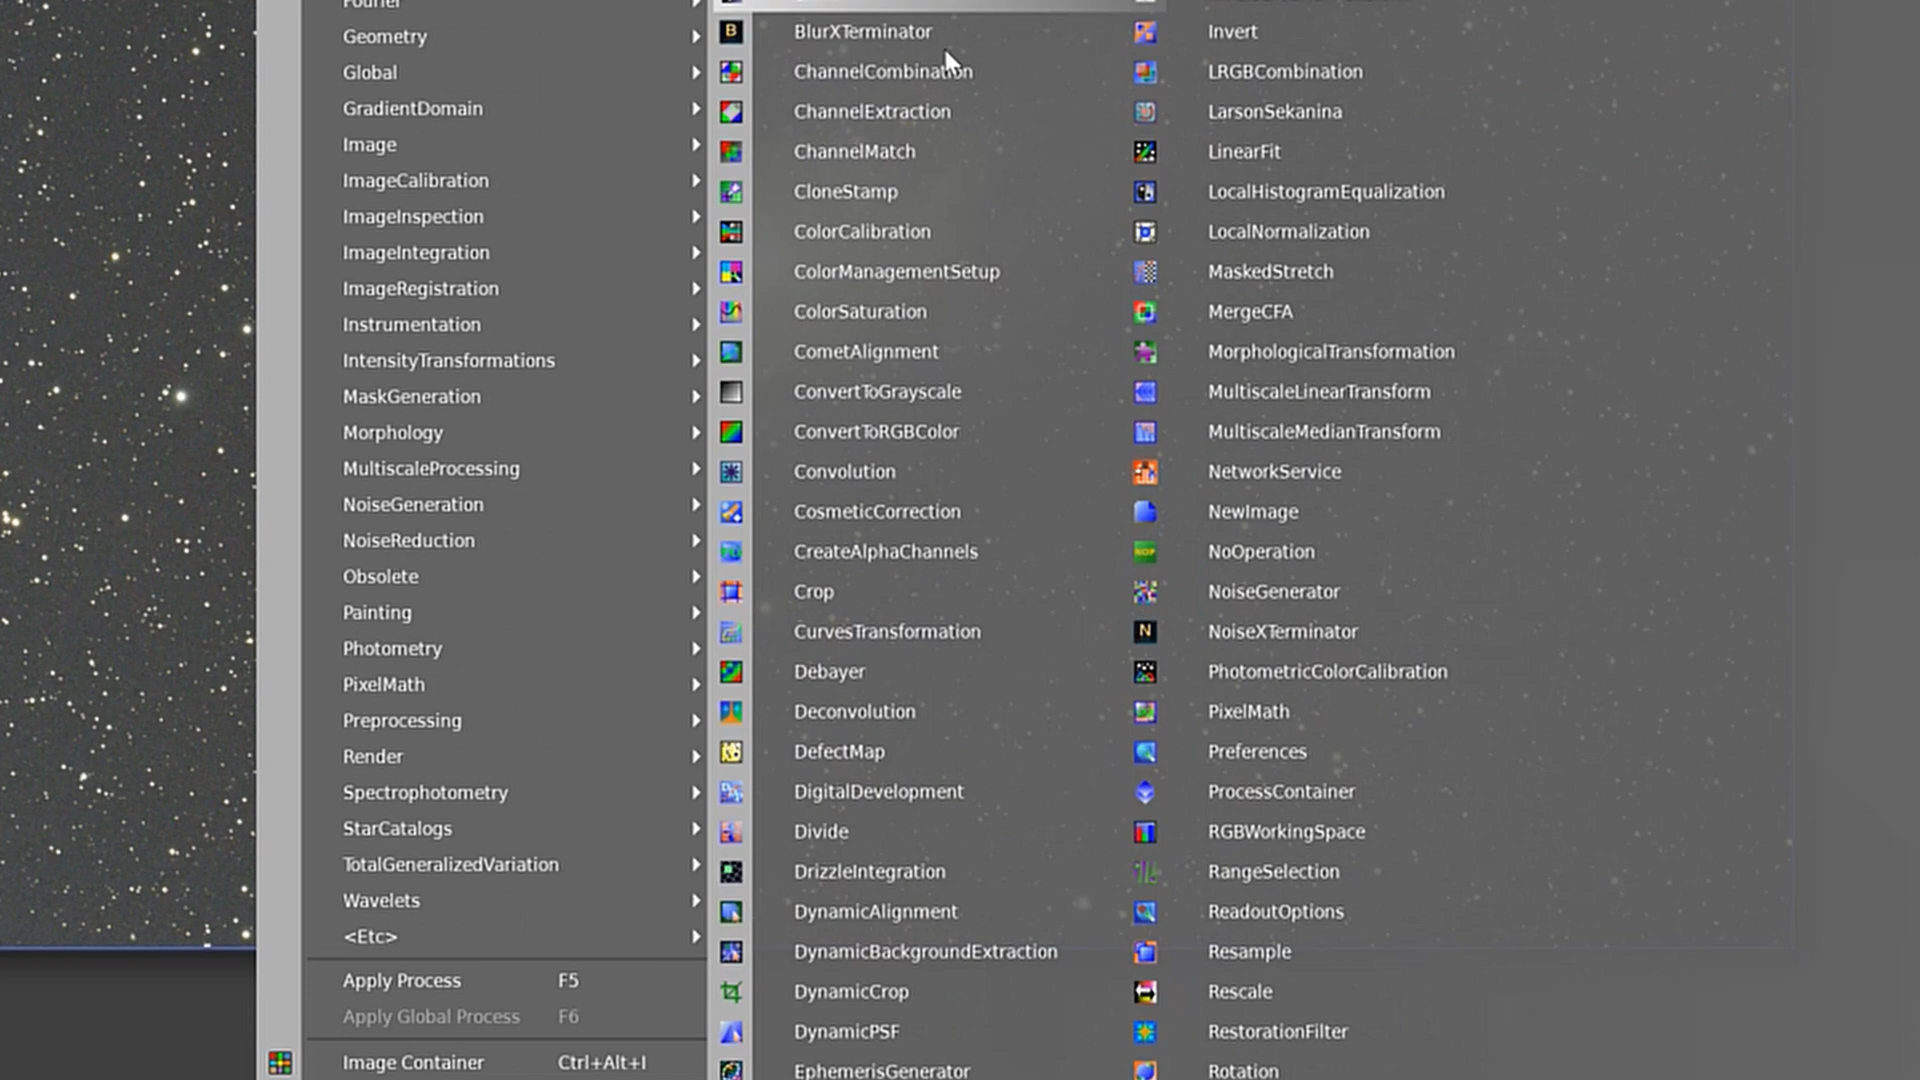 Fourier
Geometry
Global
GradientDomain
Image
ImageCalibration
ImageInspection
ImageIntegration
ImageRegistration
Instrumentation
IntensityTransformations
MaskGeneration
Morphology
MultiscaleProcessing
NoiseGeneration
NoiseReduction
Obsolete
Painting
Photometry
PixelMath
Preprocessing
Render
Spectrophotometry
StarCatalogs
TotalGeneralizedVariation
Wavelets
<Etc>
Apply Process F5
Apply Global Process F6
Image Container Ctrl+Alt+I
B
BlurXTerminator
ChannelCombination
ChannelExtraction
ChannelMatch
CloneStamp
ColorCalibration
ColorManagementSetup
ColorSaturation
CometAlignment
ConvertToGrayscale
ConvertToRGBColor
Convolution
CosmeticCorrection
CreateAlphaChannels
Crop
CurvesTransformation
Debayer
Deconvolution
DefectMap
DigitalDevelopment
Divide
DrizzleIntegration
DynamicAlignment
DynamicBackgroundExtraction
DynamicCrop
DynamicPSF
EphemerisGenerator
Invert
LRGBCombination
LarsonSekanina
LinearFit
LocalHistogramEqualization
LocalNormalization
MaskedStretch
MergeCFA
MorphologicalTransformation
MultiscaleLinearTransform
MultiscaleMedianTransform
NetworkService
NewImage
NOP
NoOperation
NoiseGenerator
N
NoiseXTerminator
PhotometricColorCalibration
PixelMath
Preferences
ProcessContainer
RGBWorkingSpace
RangeSelection
ReadoutOptions
Resample
Rescale
RestorationFilter
Rotation